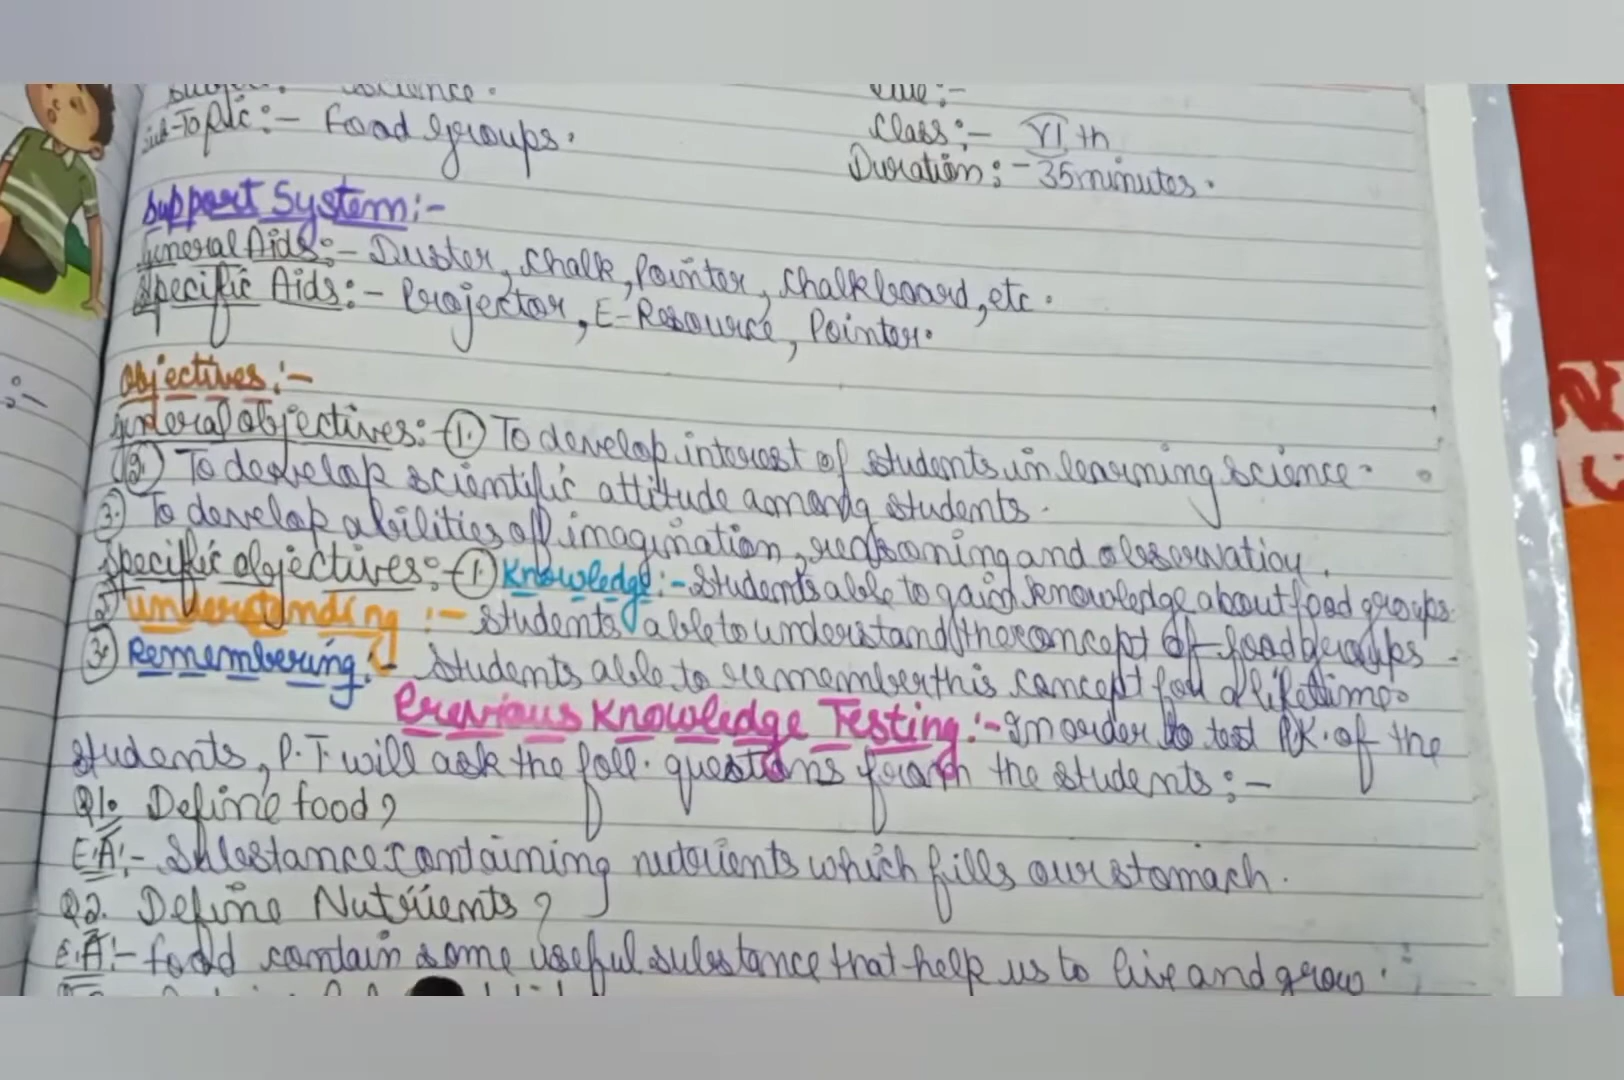 Science.
Sub-Topic:- Food groups.
Class:- VIth
Duration:- 35 minutes.
Support System:-
General Aids:- Duster, Chalk, Pointer, Chalkboard, etc.
Specific Aids:- Projector, E-Resource, Pointer.
Objectives:-
General objectives:- (1.) To develop interest of students in learning science.
(2.) To develop scientific attitude among students.
(3.) To develop abilities of imagination, reasoning and observation.
Specific objectives:- (1) Knowledge:- Students able to gain knowledge about food groups.
2) Understanding:- Students able to understand the concept of food groups.
(3.) Remembering:- Students able to remember this concept for a lifetime.
Previous Knowledge Testing:- In order to test P.K. of the
students, P.T. will ask the foll. questions from the students:-
Q1. Define food?
E.A:- Substance containing nutrients which fills our stomach.
Q2. Define Nutrients?
E.A:- food contain some useful substance that help us to live and grow.